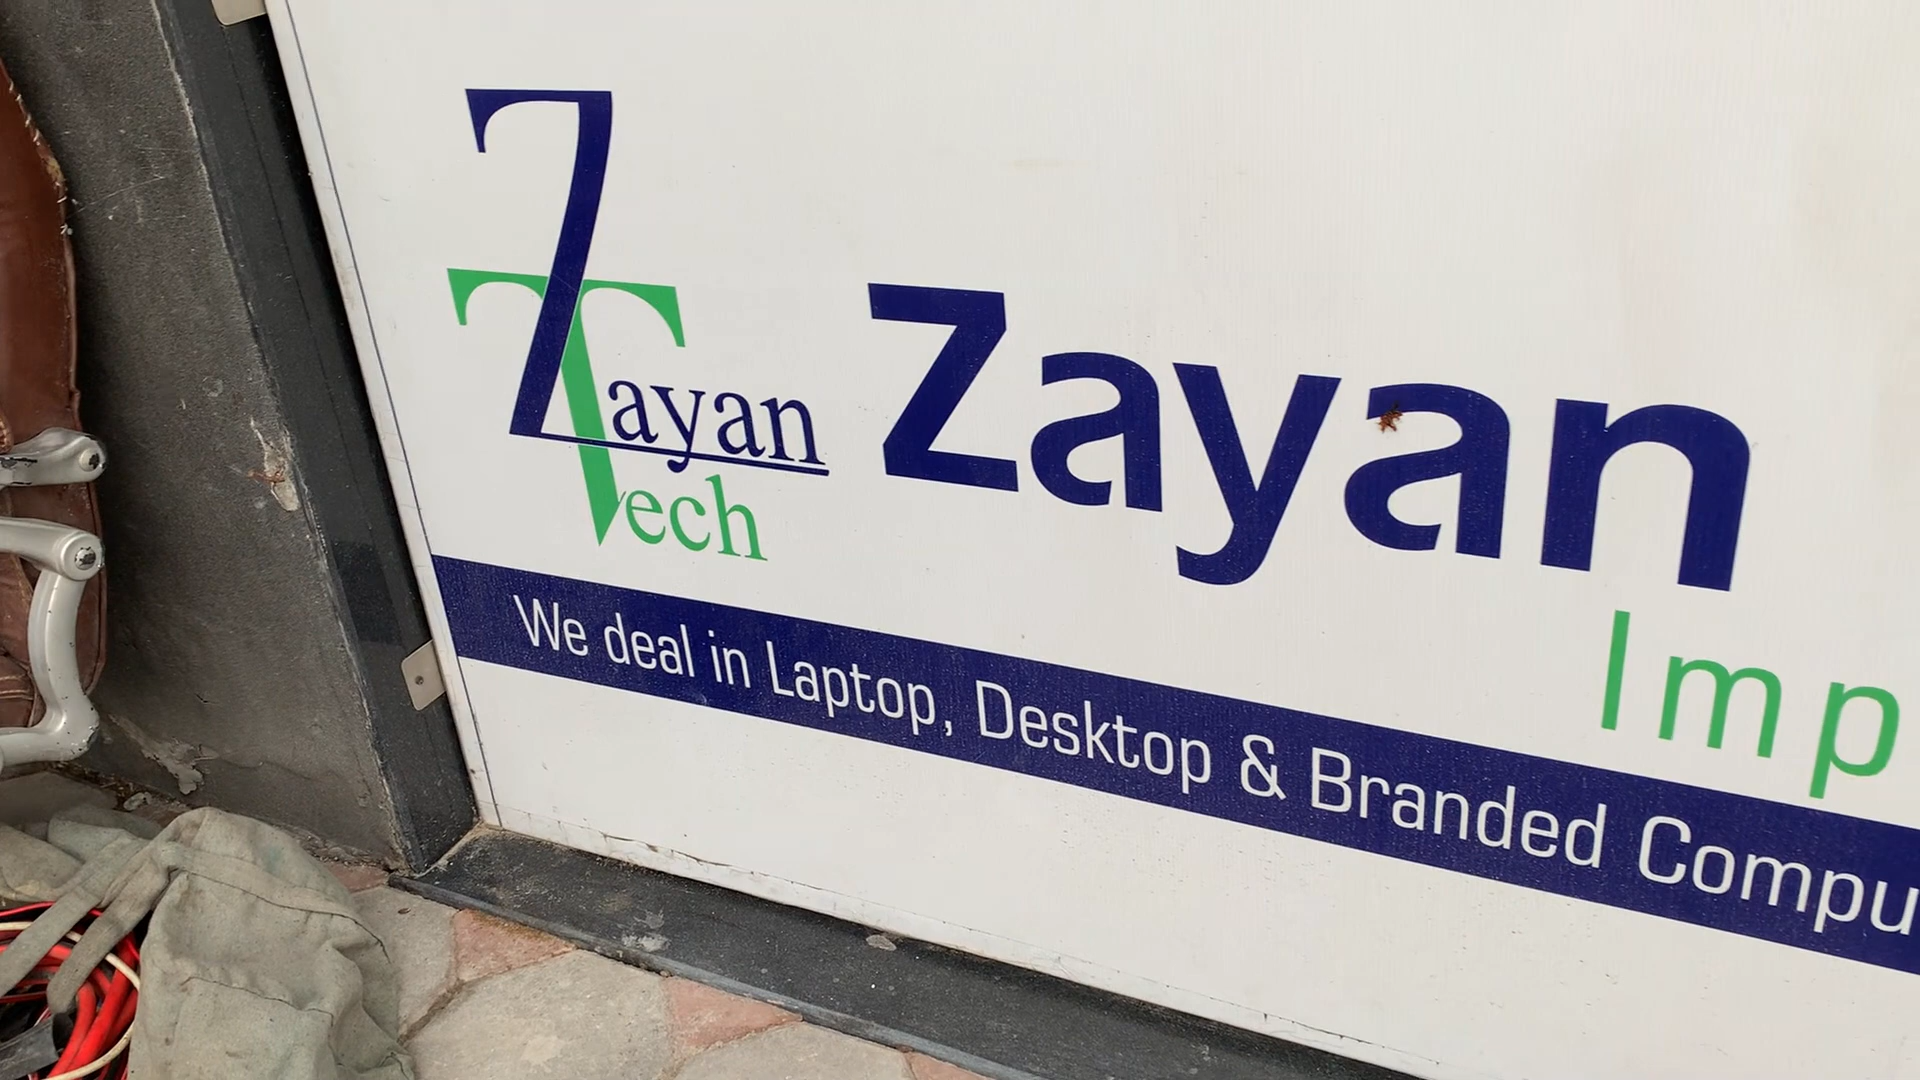 Zayan
Tech
Zayan
Imp
We deal in Laptop, Desktop & Branded Compu